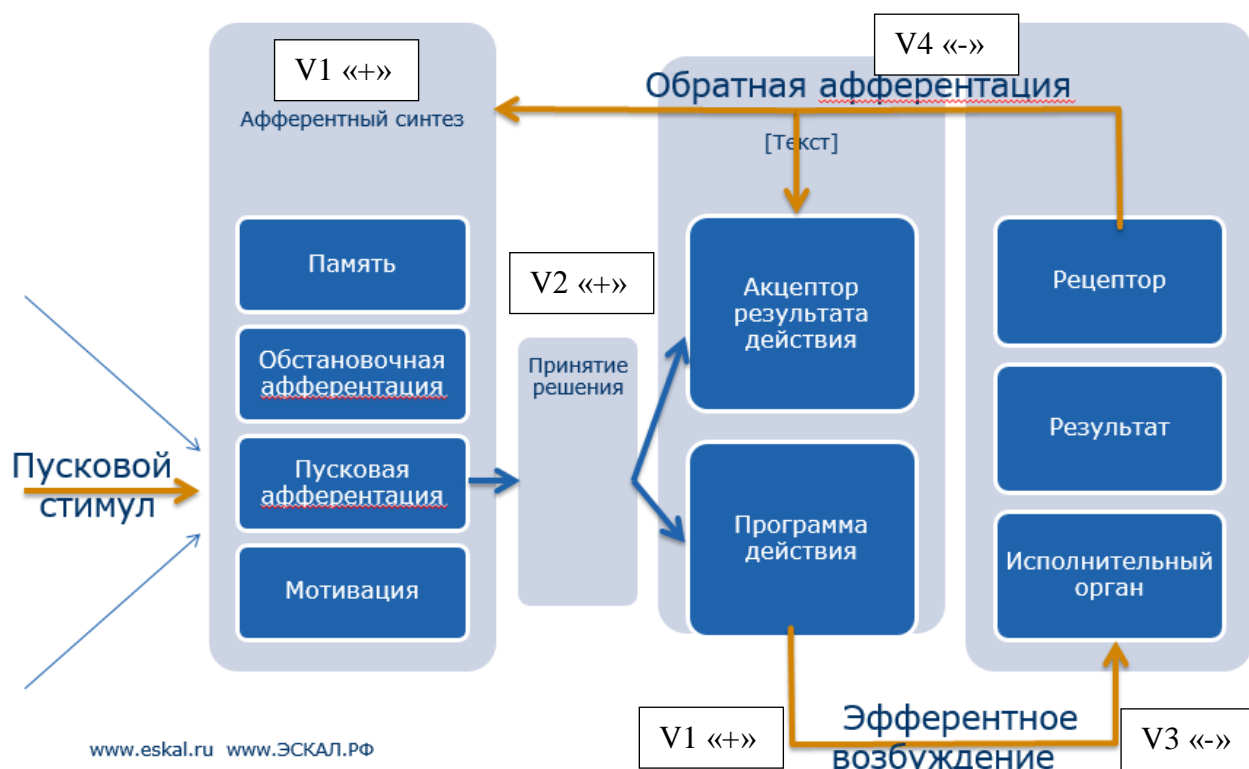 V1 «+»
Афферентный синтез
Память
Обстановочная
афферентация
Пусковая
афферентация
Мотивация
Пусковой
стимул
V2 «+»
Принятие
решения
V4 «-»
Обратная афферентация
[Текст]
Акцептор
результата
действия
Программа
действия
Рецептор
Результат
Исполнительный
орган
V1 «+»
Эфферентное
возбуждение
V3 «-»
www.eskal.ru www.ЭСКАЛ.РФ